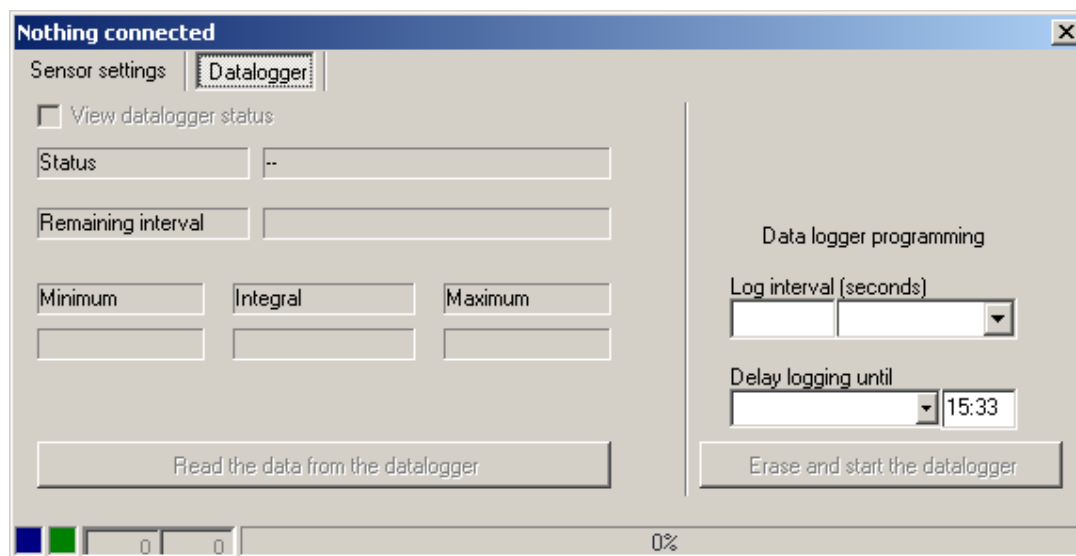 Nothing connected
Sensor settings
Datalogger
View datalogger status
Status
--
Remaining interval
Minimum
Integral
Maximum
Read the data from the datalogger
Data logger programming
Log interval (seconds)
Delay logging until
15:33
Erase and start the datalogger
0
0
0%